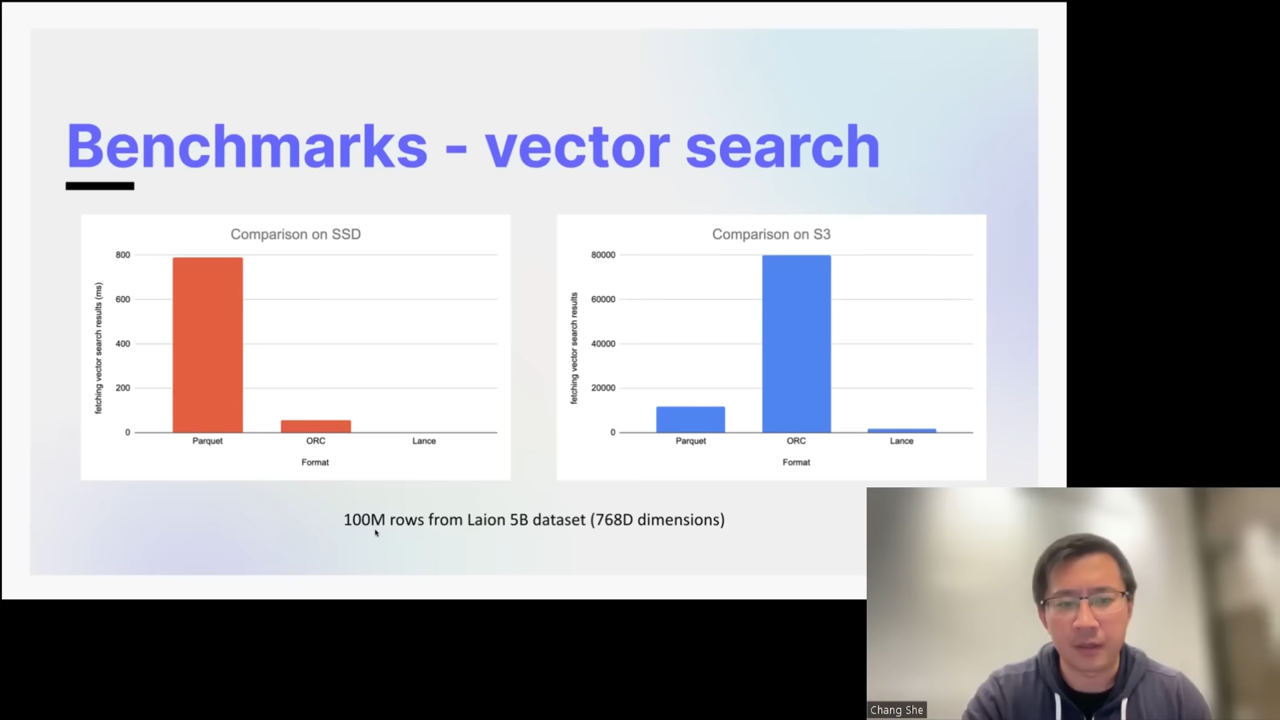 Benchmarks - vector search
Comparison on SSD
fetching vector search results (ms)
800
600
400
200
0
Parquet
ORC
Lance
Format
Comparison on S3
fetching vector search results
80000
60000
40000
20000
0
Parquet
ORC
Lance
Format
100M rows from Laion 5B dataset (768D dimensions)
Chang She